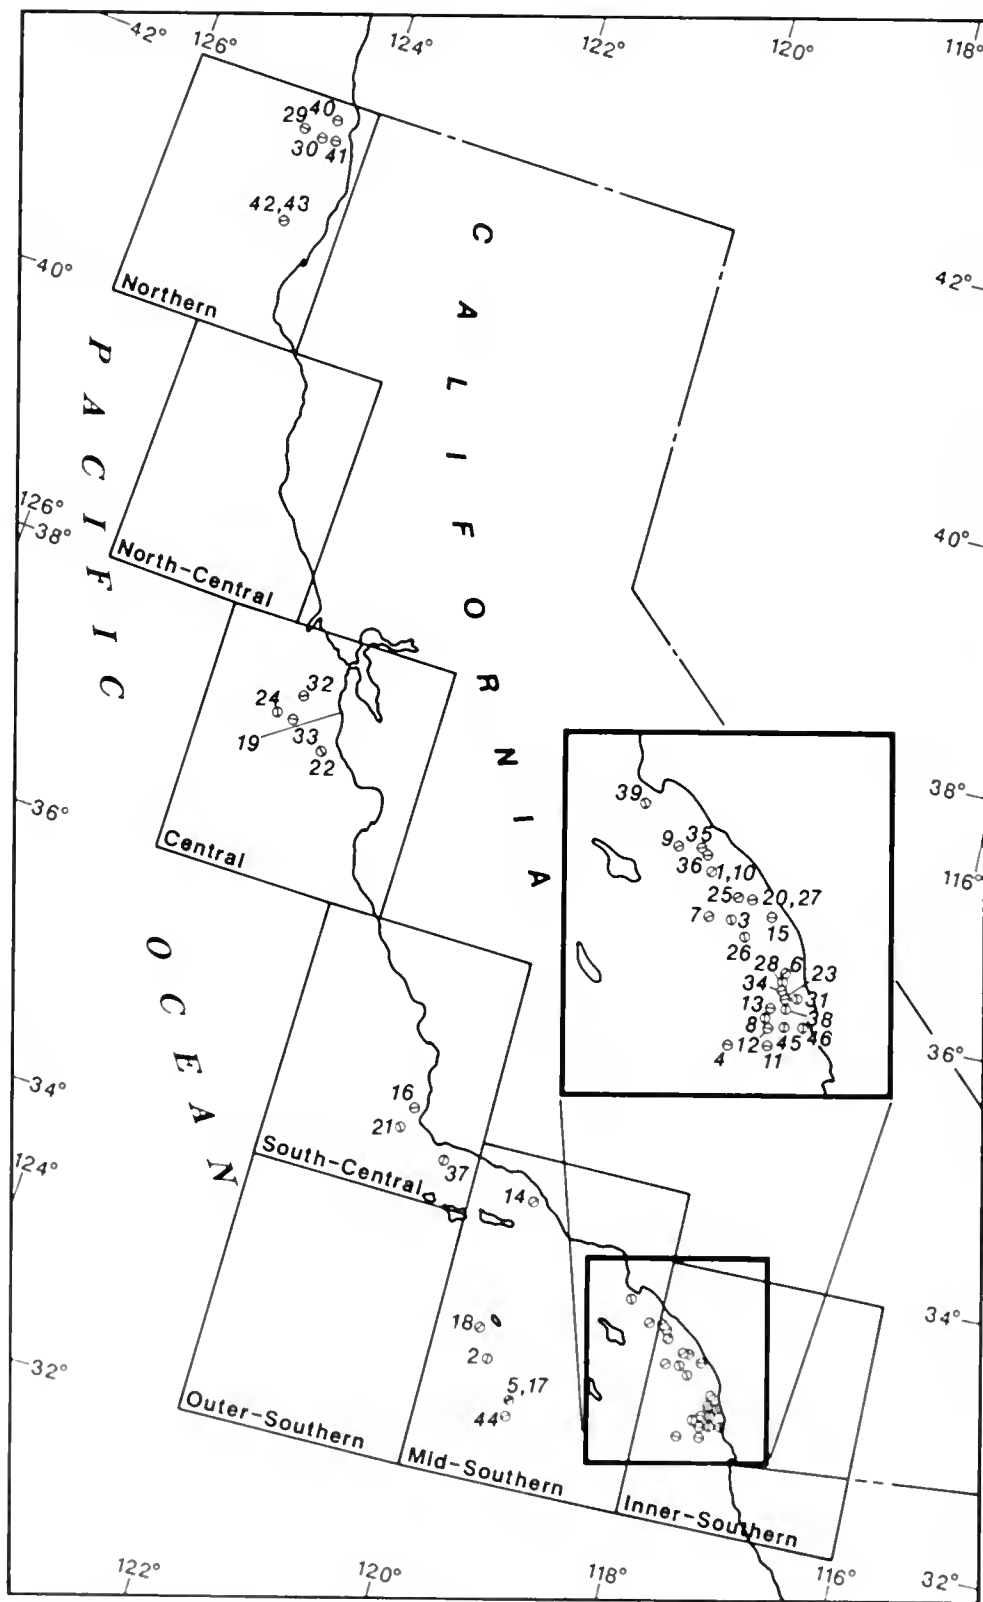 42° 126° 124° 122° 120° 118°
40
29
30 41
42,43
40°
Northern
42°
CALIFORNIA
PACIFIC
OCEAN
126°
38°
North-Central
40°
32
24
19
33
22
36°
Central
38°
116°
39
9 35
36 1,10
25 20,27
7 3 15
26
28 6 23
34
13 31
8 38
12 45 46
4 11
36°
34°
16
21
37
124°
South-Central
14
18
2
5,17
44
34°
32°
Outer-Southern
Mid-Southern
Inner-Southern
122° 120° 118° 116° 32°